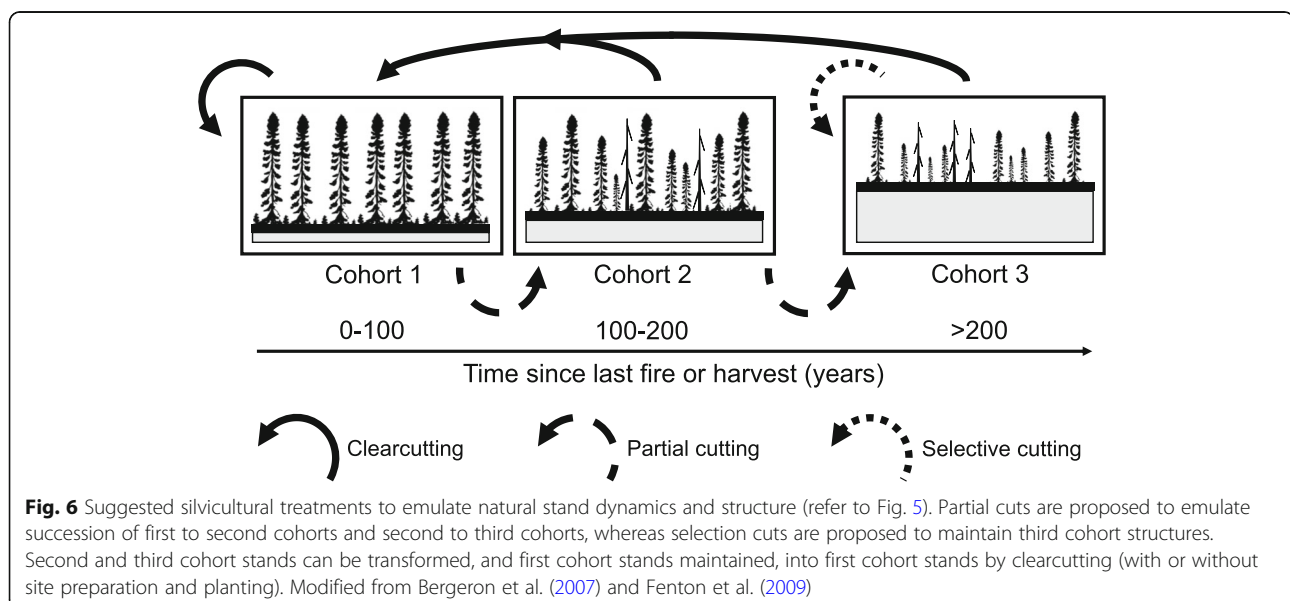 Cohort 1
Cohort 2
Cohort 3
0-100
100-200
>200
Time since last fire or harvest (years)
Clearcutting
Partial cutting
Selective cutting
Fig. 6 Suggested silvicultural treatments to emulate natural stand dynamics and structure (refer to Fig. 5). Partial cuts are proposed to emulate
succession of first to second cohorts and second to third cohorts, whereas selection cuts are proposed to maintain third cohort structures.
Second and third cohort stands can be transformed, and first cohort stands maintained, into first cohort stands by clearcutting (with or without
site preparation and planting). Modified from Bergeron et al. (2007) and Fenton et al. (2009)